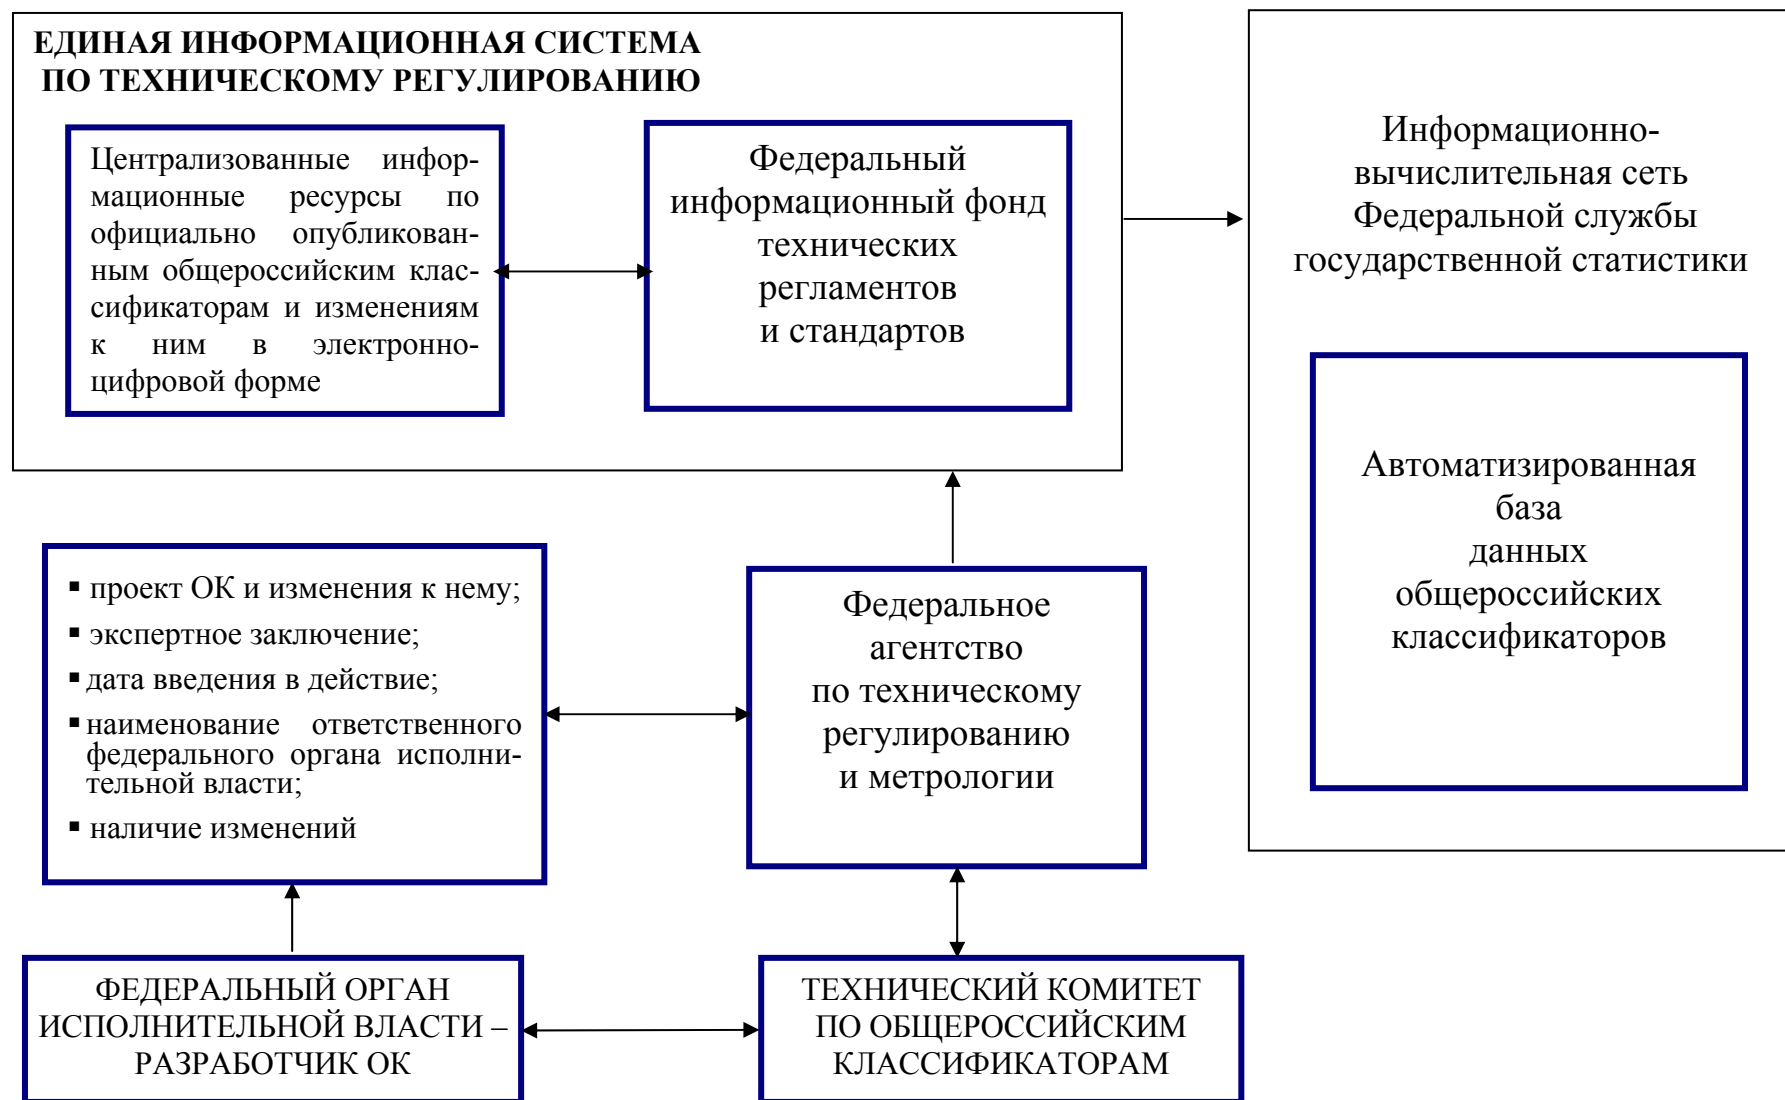 ЕДИНАЯ ИНФОРМАЦИОННАЯ СИСТЕМА
ПО ТЕХНИЧЕСКОМУ РЕГУЛИРОВАНИЮ
Централизованные инфор-
мационные ресурсы по
официально опубликован-
ным общероссийским клас-
сификаторам и изменениям
к ним в электронно-
цифровой форме
Федеральный
информационный фонд
технических
регламентов
и стандартов
Информационно-
вычислительная сеть
Федеральной службы
государственной статистики
Автоматизированная
база
данных
общероссийских
классификаторов
▪ проект ОК и изменения к нему;
▪ экспертное заключение;
▪ дата введения в действие;
▪ наименование ответственного
федерального органа исполни-
тельной власти;
▪ наличие изменений
Федеральное
агентство
по техническому
регулированию
и метрологии
ФЕДЕРАЛЬНЫЙ ОРГАН
ИСПОЛНИТЕЛЬНОЙ ВЛАСТИ –
РАЗРАБОТЧИК ОК
ТЕХНИЧЕСКИЙ КОМИТЕТ
ПО ОБЩЕРОССИЙСКИМ
КЛАССИФИКАТОРАМ